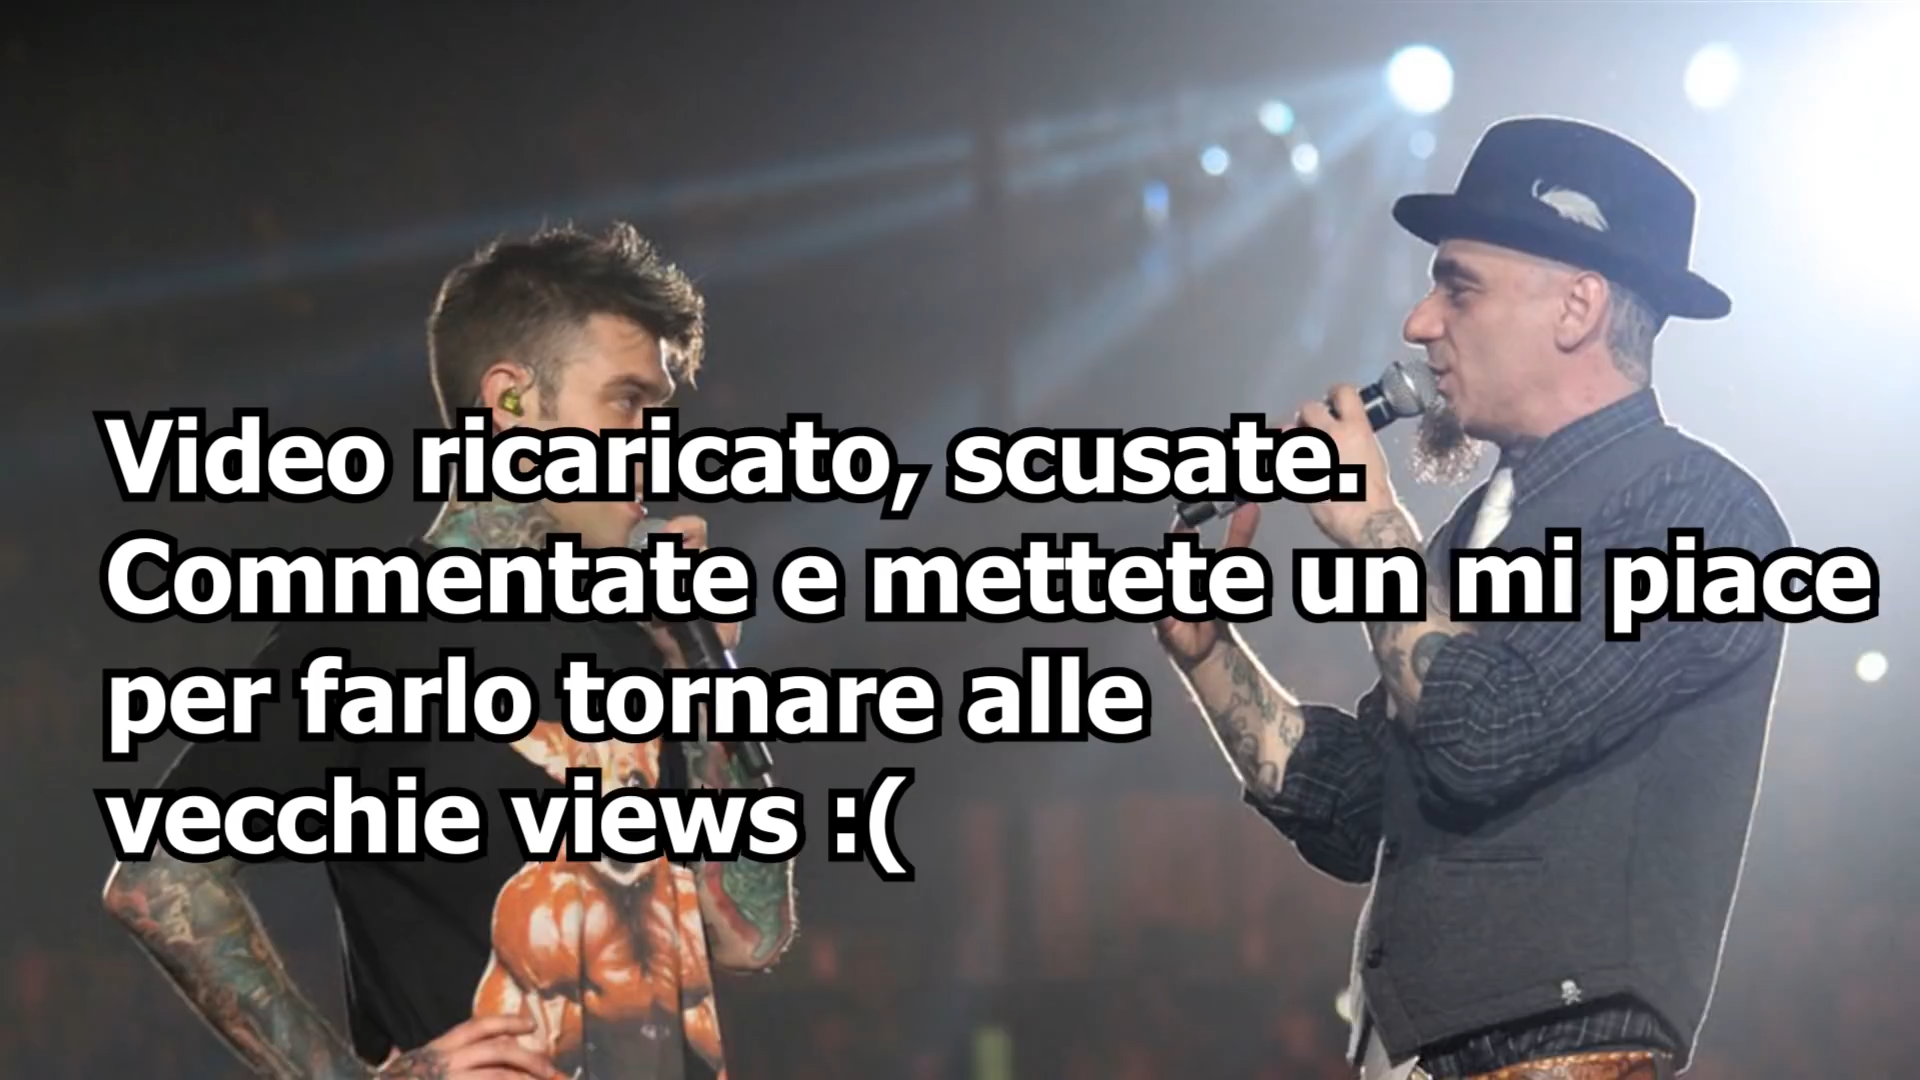 Video ricaricato, scusate.
Commentate e mettete un mi piace
per farlo tornare alle
vecchie views :(